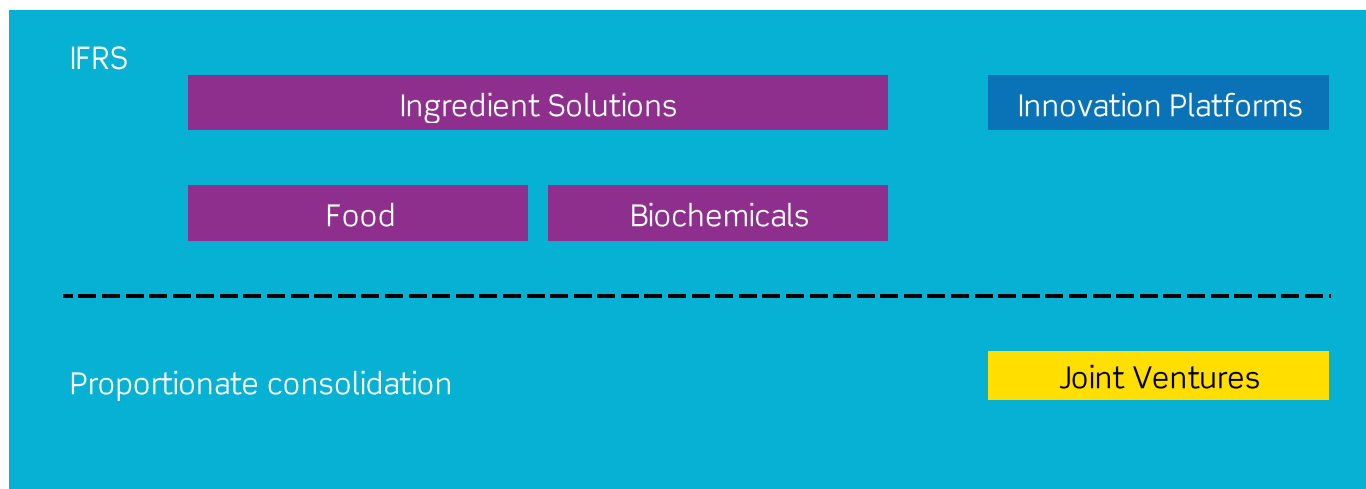 IFRS
Ingredient Solutions
Innovation Platforms
Food
Biochemicals
Proportionate consolidation
Joint Ventures